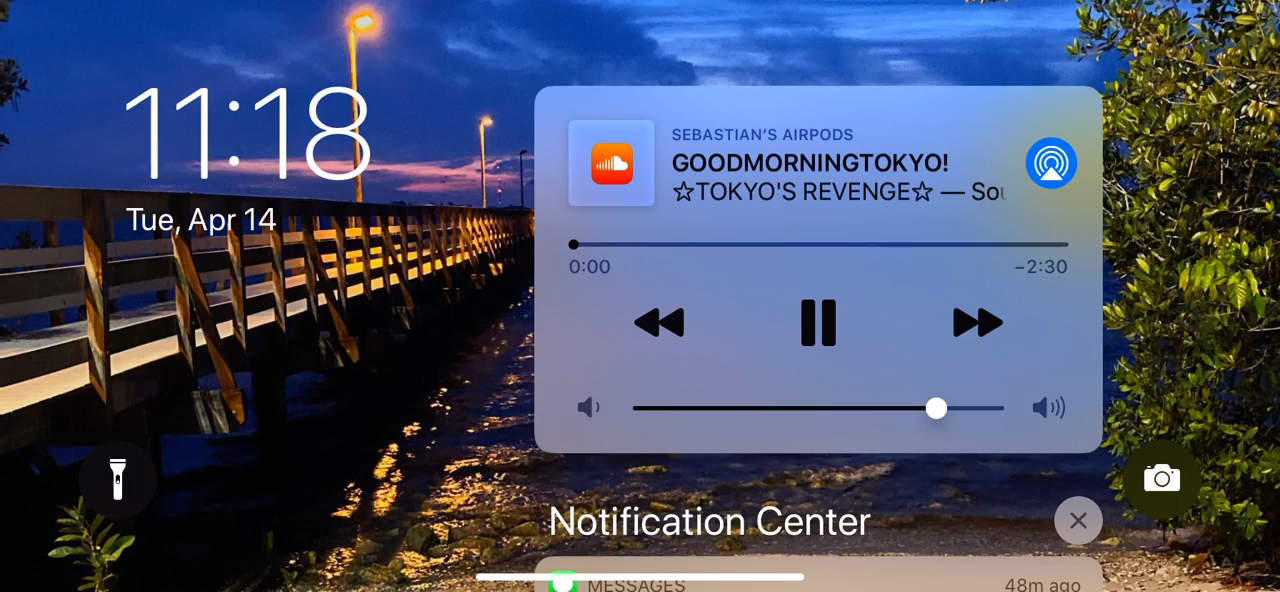 11:18
Tue, Apr 14
SEBASTIAN'S AIRPODS
GOODMORNINGTOKYO!
☆TOKYO'S REVENGE☆ — Sou
0:00
−2:30
Notification Center
MESSAGES
48m ago